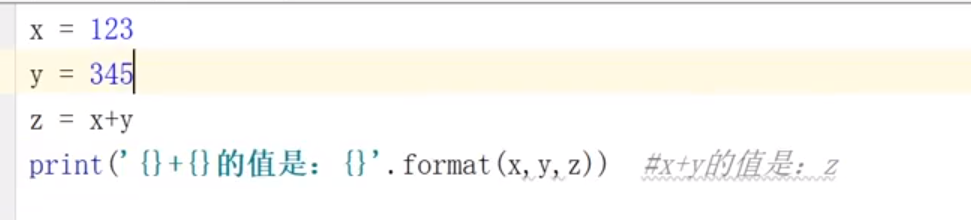 x = 123
y = 345
z = x+y
print('{}+{}的值是：{}'.format(x,y,z))  #x+y的值是：z